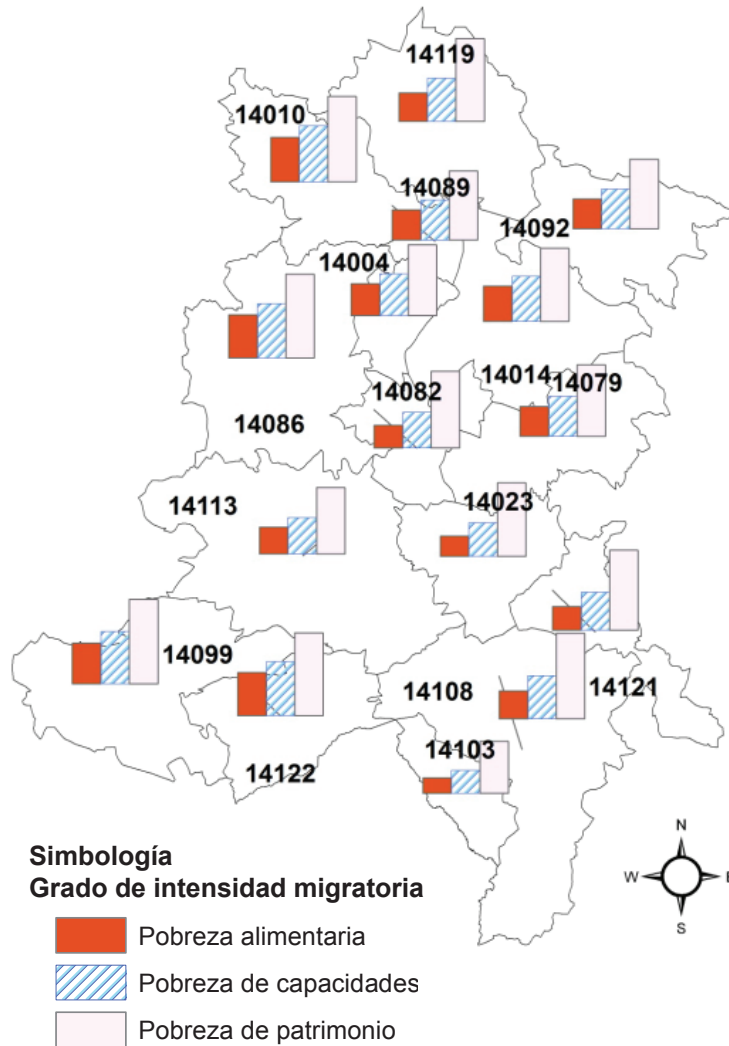 14119
14010
14089
14092
14004
14014
14079
14082
14086
14113
14023
14099
14108
14121
14103
14122
N
W
E
S
Simbología
Grado de intensidad migratoria
Pobreza alimentaria
Pobreza de capacidades
Pobreza de patrimonio